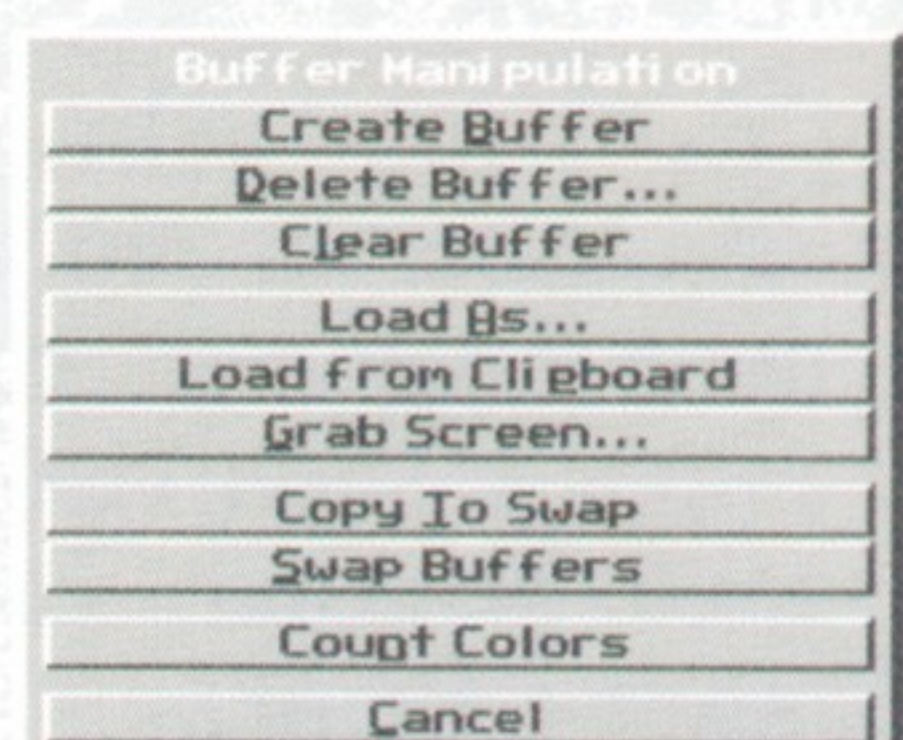 Buffer Manipulation
Create Buffer
Delete Buffer...
Clear Buffer
Load As...
Load from Clipboard
Grab Screen...
Copy To Swap
Swap Buffers
Count Colors
Cancel